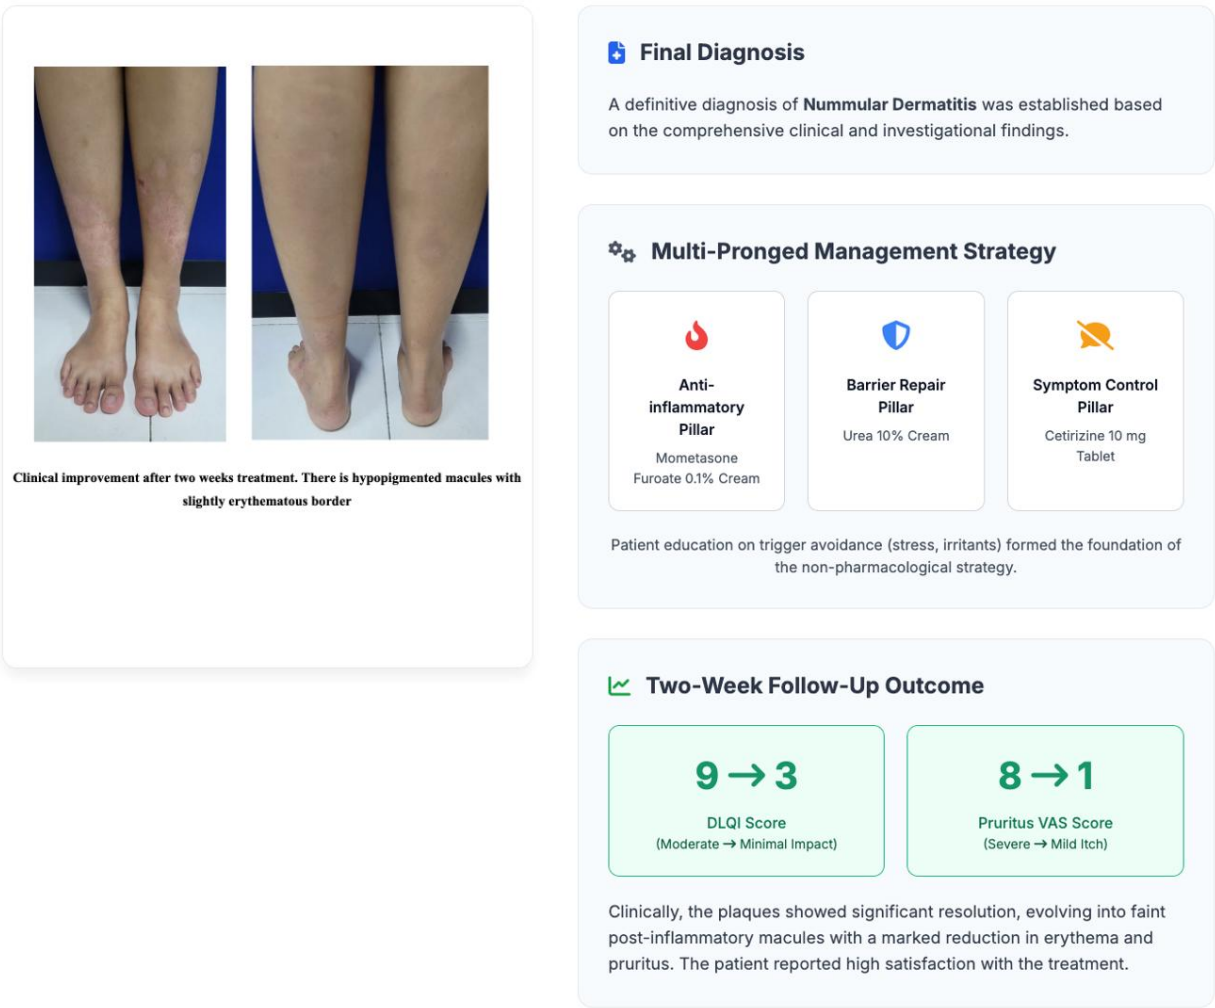 Clinical improvement after two weeks treatment. There is hypopigmented macules with
slightly erythematous border
Final Diagnosis
A definitive diagnosis of Nummular Dermatitis was established based
on the comprehensive clinical and investigational findings.
Multi-Pronged Management Strategy
Anti-
inflammatory
Pillar
Mometasone
Furoate 0.1% Cream
Barrier Repair
Pillar
Urea 10% Cream
Symptom Control
Pillar
Cetirizine 10 mg
Tablet
Patient education on trigger avoidance (stress, irritants) formed the foundation of
the non-pharmacological strategy.
Two-Week Follow-Up Outcome
9 → 3
DLQI Score
(Moderate → Minimal Impact)
8 → 1
Pruritus VAS Score
(Severe → Mild Itch)
Clinically, the plaques showed significant resolution, evolving into faint
post-inflammatory macules with a marked reduction in erythema and
pruritus. The patient reported high satisfaction with the treatment.